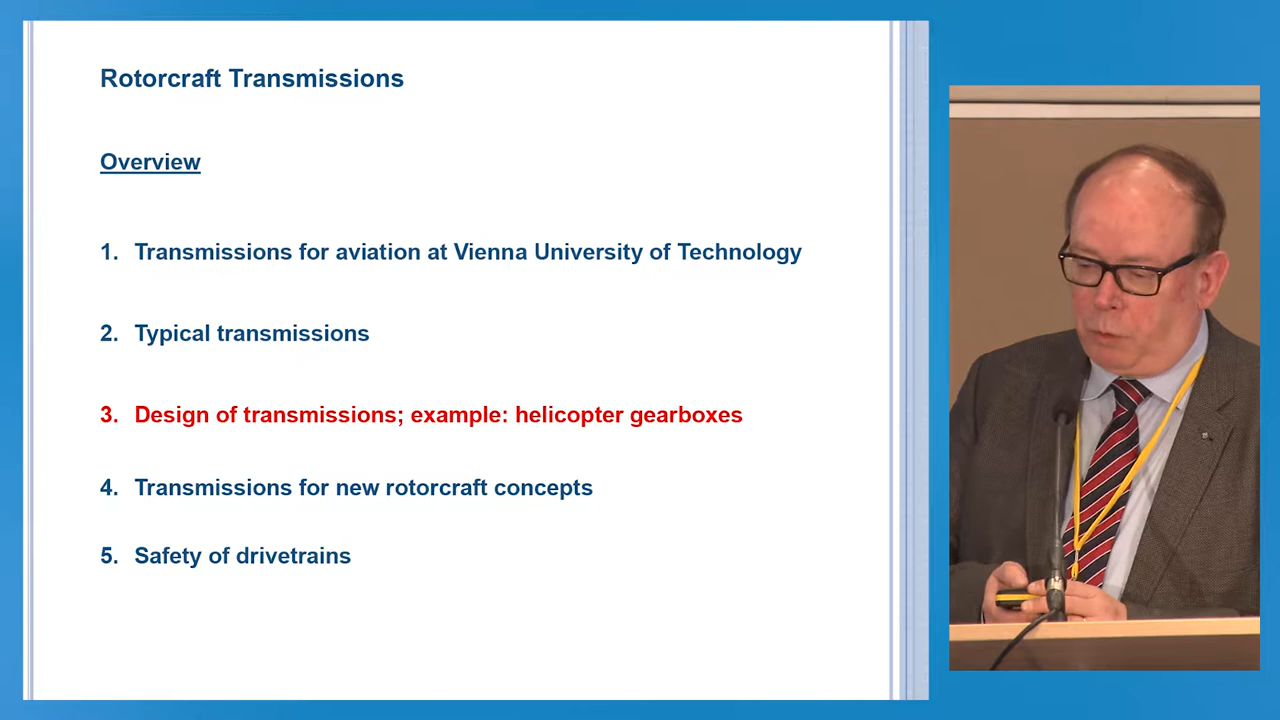 Rotorcraft Transmissions
Overview
1. Transmissions for aviation at Vienna University of Technology
2. Typical transmissions
3. Design of transmissions; example: helicopter gearboxes
4. Transmissions for new rotorcraft concepts
5. Safety of drivetrains